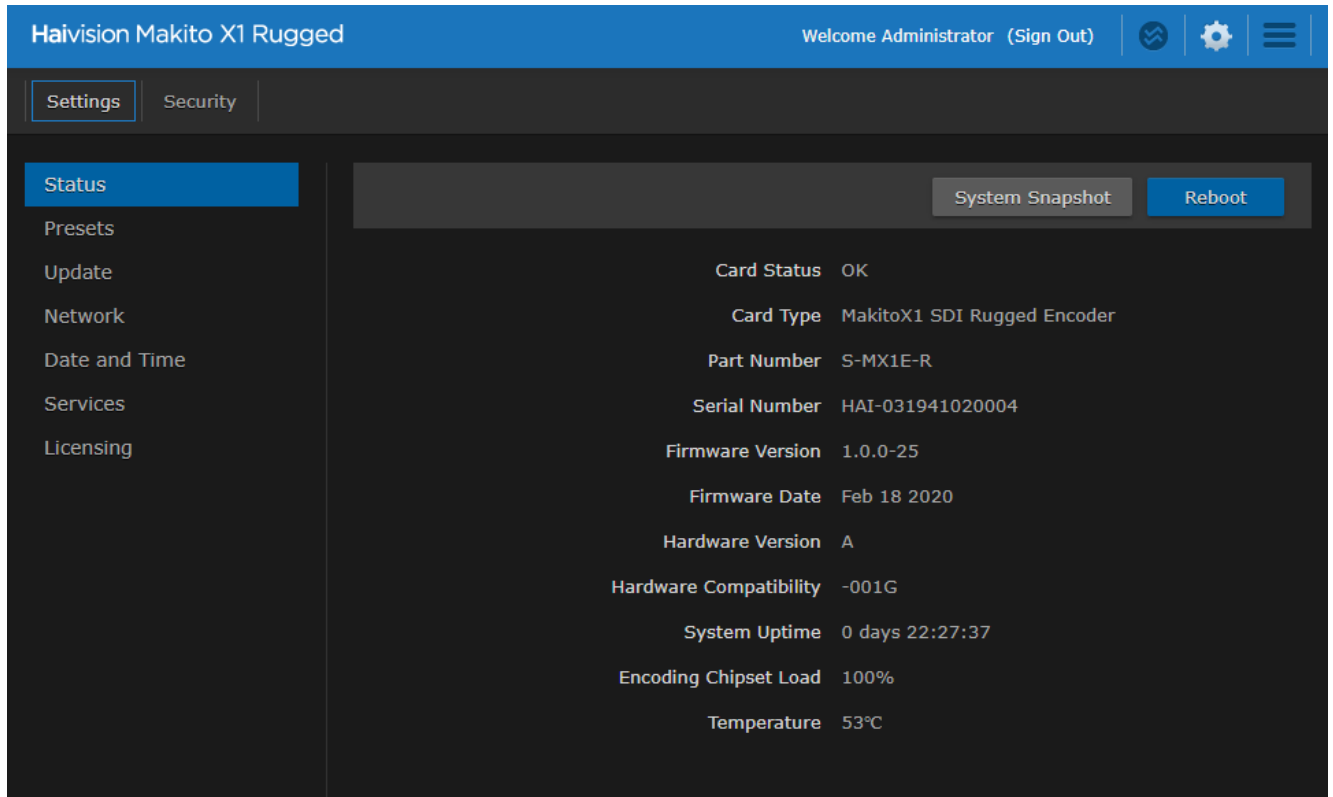 Haivision Makito X1 Rugged Welcome Administrator (Sign Out)
Settings Security
Status
Presets
Update
Network
Date and Time
Services
Licensing
System Snapshot Reboot
Card Status OK
Card Type MakitoX1 SDI Rugged Encoder
Part Number S-MX1E-R
Serial Number HAI-031941020004
Firmware Version 1.0.0-25
Firmware Date Feb 18 2020
Hardware Version A
Hardware Compatibility -001G
System Uptime 0 days 22:27:37
Encoding Chipset Load 100%
Temperature 53℃